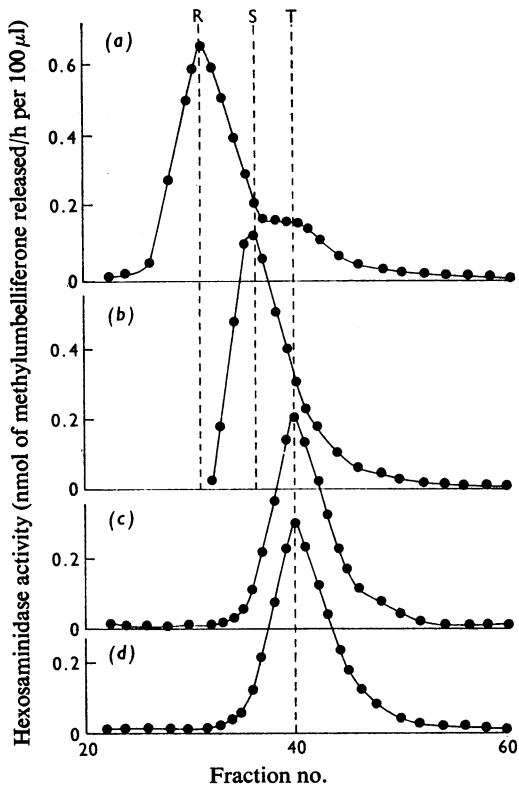 R S T
(a)
0.6
0.4
0.2
0
(b)
0.4
0.2
0
(c)
0.2
0
(d)
0.2
0
20 40 60
Fraction no.
Hexosaminidase activity (nmol of methylumbelliferone released/h per 100 µl)